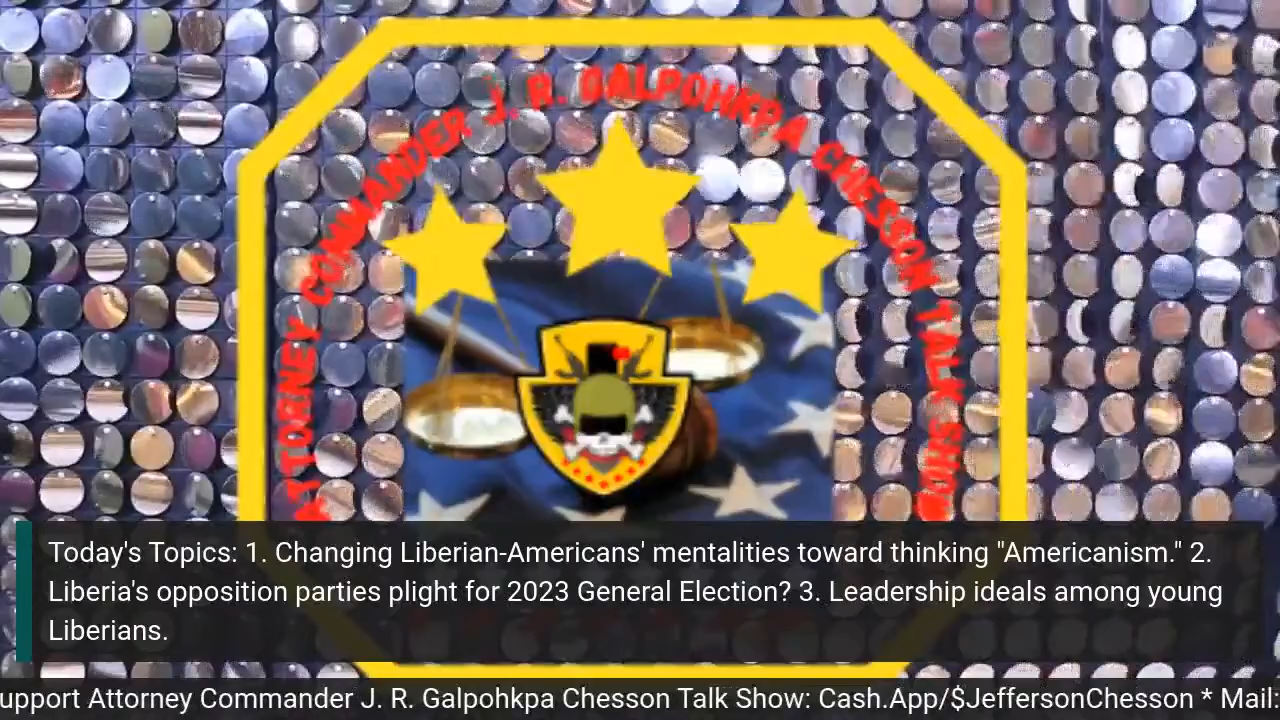 ATTORNEY COMMANDER J. R. GALPOHKPA CHESSON TALK SHOW
Today's Topics: 1. Changing Liberian-Americans' mentalities toward thinking "Americanism." 2.
Liberia's opposition parties plight for 2023 General Election? 3. Leadership ideals among young
Liberians.
upport Attorney Commander J. R. Galpohkpa Chesson Talk Show: Cash.App/$JeffersonChesson * Mail: